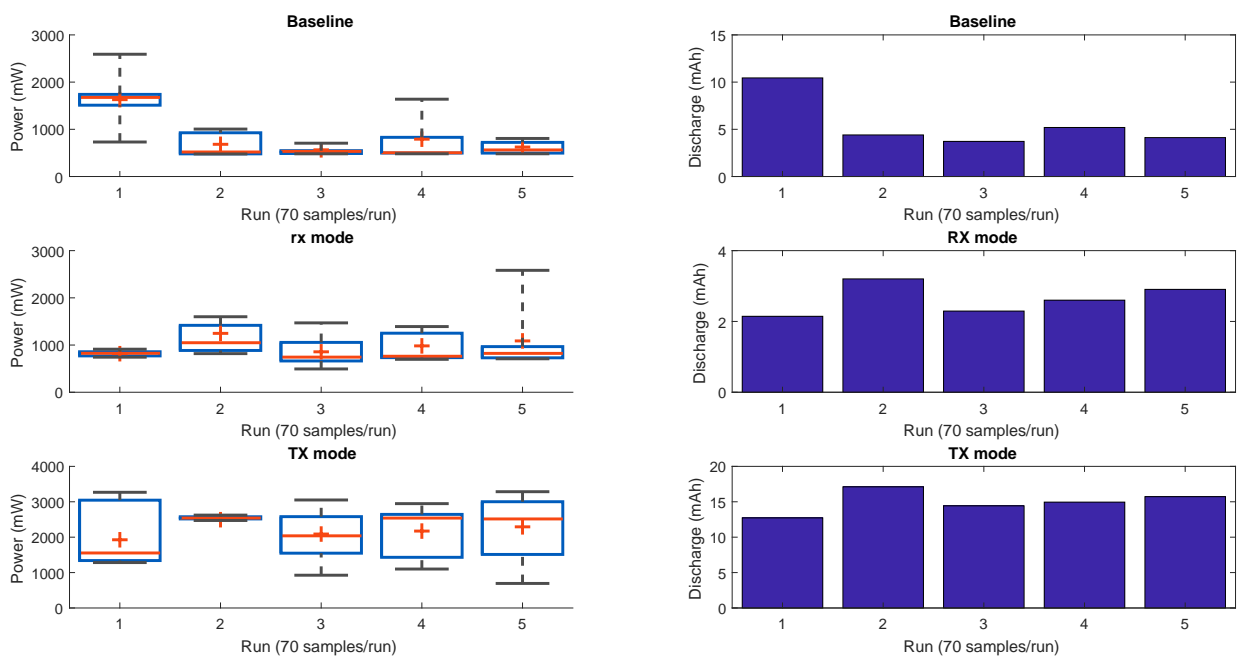 Baseline
3000
2000
1000
0
Power (mW)
1 2 3 4 5
Run (70 samples/run)
Baseline
15
10
5
0
Discharge (mAh)
1 2 3 4 5
Run (70 samples/run)
rx mode
3000
2000
1000
0
Power (mW)
1 2 3 4 5
Run (70 samples/run)
RX mode
4
2
0
Discharge (mAh)
1 2 3 4 5
Run (70 samples/run)
TX mode
4000
3000
2000
1000
0
Power (mW)
1 2 3 4 5
Run (70 samples/run)
TX mode
20
15
10
5
0
Discharge (mAh)
1 2 3 4 5
Run (70 samples/run)